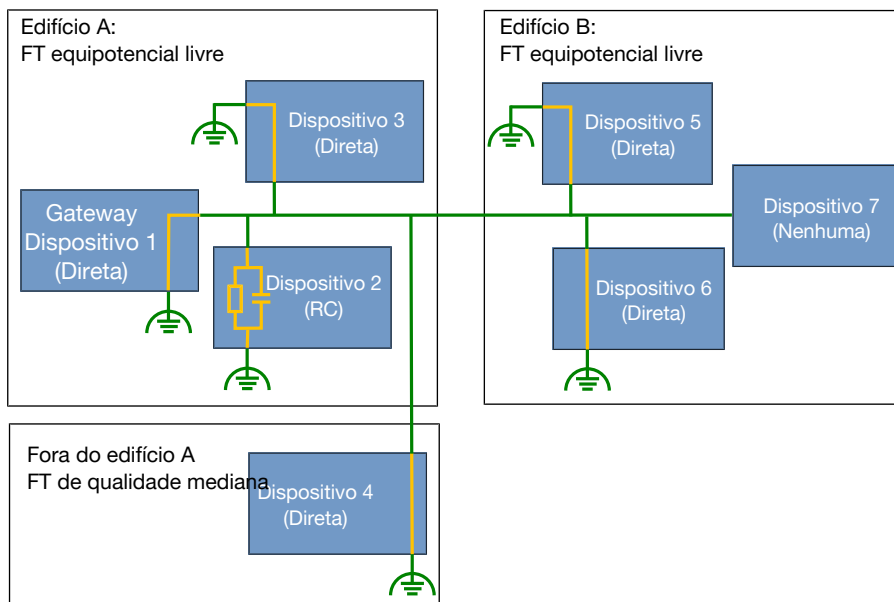 Edifício A:
FT equipotencial livre
Dispositivo 3
(Direta)
Gateway
Dispositivo 1
(Direta)
Dispositivo 2
(RC)
Fora do edifício A
FT de qualidade mediana
Dispositivo 4
(Direta)
Edifício B:
FT equipotencial livre
Dispositivo 5
(Direta)
Dispositivo 7
(Nenhuma)
Dispositivo 6
(Direta)